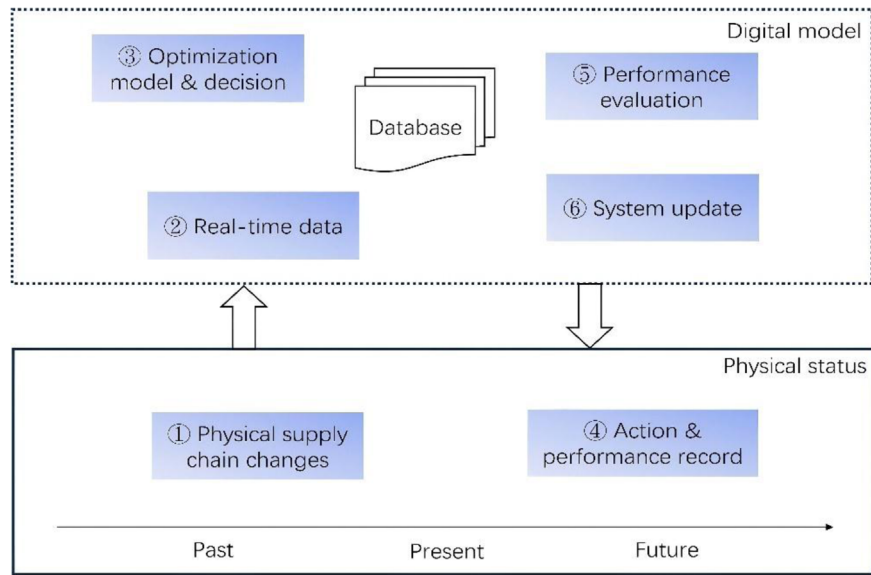 Digital model
③ Optimization
model & decision
Database
⑤ Performance
evaluation
② Real-time data
⑥ System update
Physical status
① Physical supply
chain changes
④ Action &
performance record
Past
Present
Future